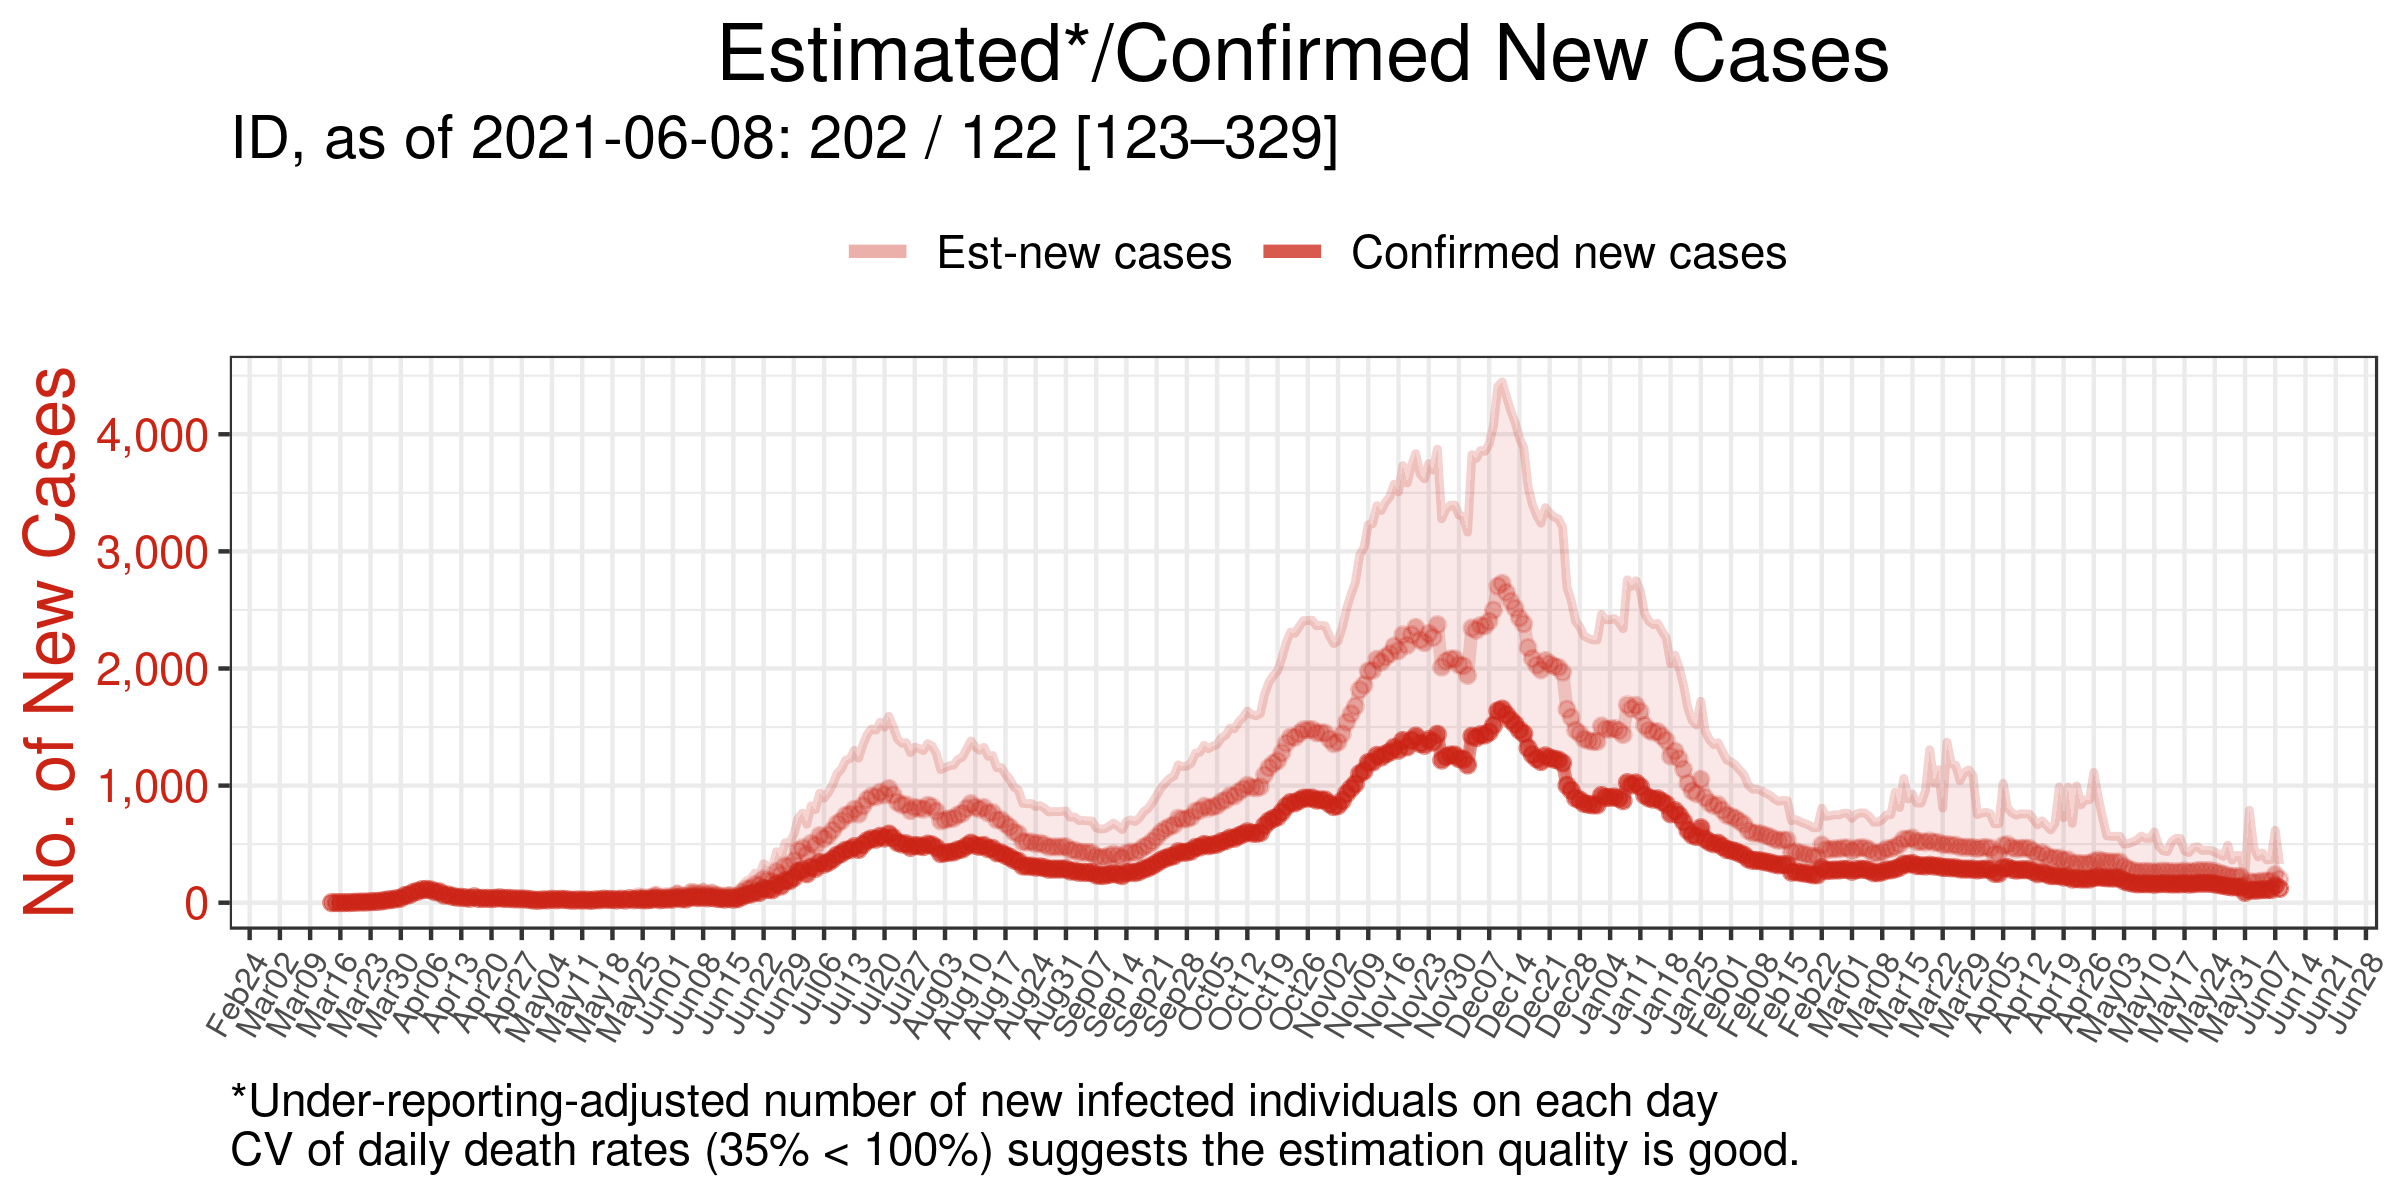 Estimated*/Confirmed New Cases
ID, as of 2021-06-08: 202 / 122 [123–329]
Est-new cases
Confirmed new cases
No. of New Cases
4,000
3,000
2,000
1,000
0
Feb24
Mar02
Mar09
Mar16
Mar23
Mar30
Apr06
Apr13
Apr20
Apr27
May04
May11
May18
May25
Jun01
Jun08
Jun15
Jun22
Jun29
Jul06
Jul13
Jul20
Jul27
Aug03
Aug10
Aug17
Aug24
Aug31
Sep07
Sep14
Sep21
Sep28
Oct05
Oct12
Oct19
Oct26
Nov02
Nov09
Nov16
Nov23
Nov30
Dec07
Dec14
Dec21
Dec28
Jan04
Jan11
Jan18
Jan25
Feb01
Feb08
Feb15
Feb22
Mar01
Mar08
Mar15
Mar22
Mar29
Apr05
Apr12
Apr19
Apr26
May03
May10
May17
May24
May31
Jun07
Jun14
Jun21
Jun28
*Under-reporting-adjusted number of new infected individuals on each day
CV of daily death rates (35% < 100%) suggests the estimation quality is good.